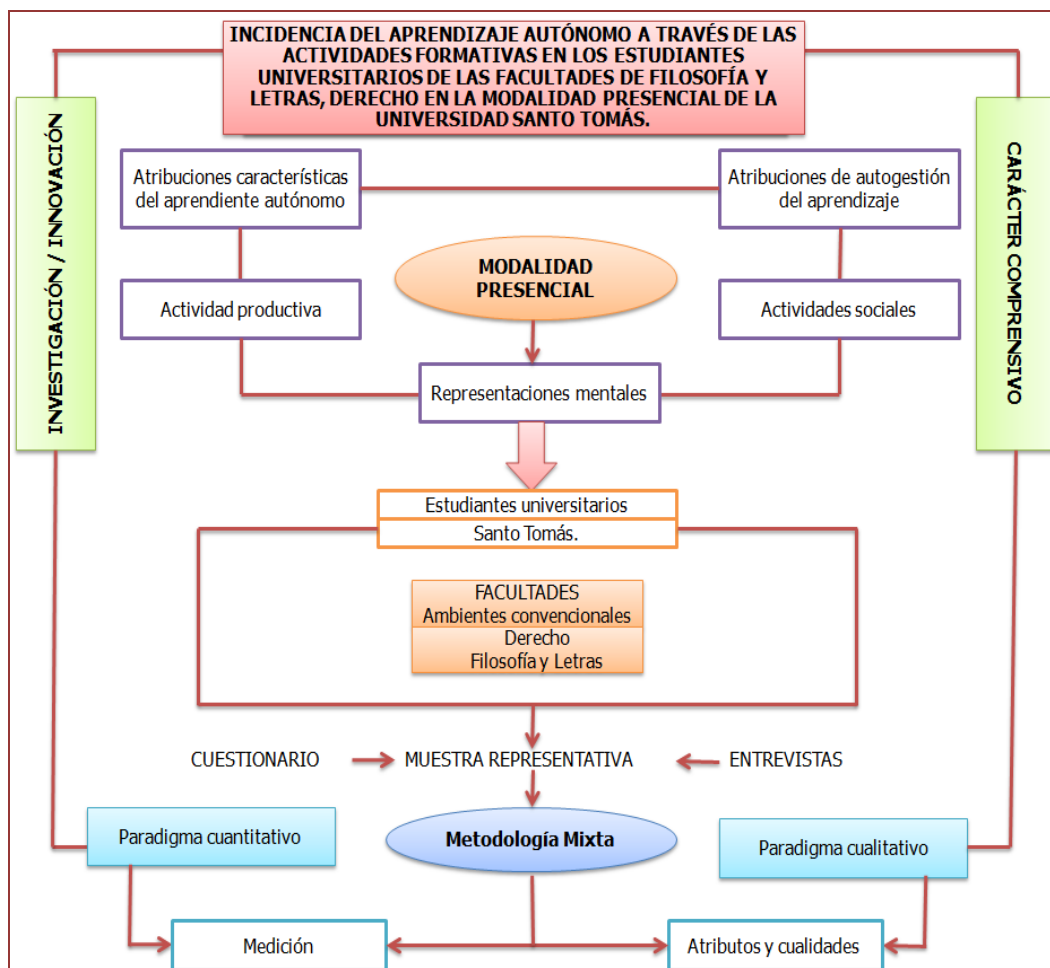 INCIDENCIA DEL APRENDIZAJE AUTÓNOMO A TRAVÉS DE LAS
ACTIVIDADES FORMATIVAS EN LOS ESTUDIANTES
UNIVERSITARIOS DE LAS FACULTADES DE FILOSOFÍA Y
LETRAS, DERECHO EN LA MODALIDAD PRESENCIAL DE LA
UNIVERSIDAD SANTO TOMÁS.
INVESTIGACIÓN / INNOVACIÓN
CARÁCTER COMPRENSIVO
Atribuciones características
del aprendiente autónomo
Atribuciones de autogestión
del aprendizaje
MODALIDAD
PRESENCIAL
Actividad productiva
Actividades sociales
Representaciones mentales
Estudiantes universitarios
Santo Tomás.
FACULTADES
Ambientes convencionales
Derecho
Filosofía y Letras
CUESTIONARIO
MUESTRA REPRESENTATIVA
ENTREVISTAS
Paradigma cuantitativo
Metodología Mixta
Paradigma cualitativo
Medición
Atributos y cualidades